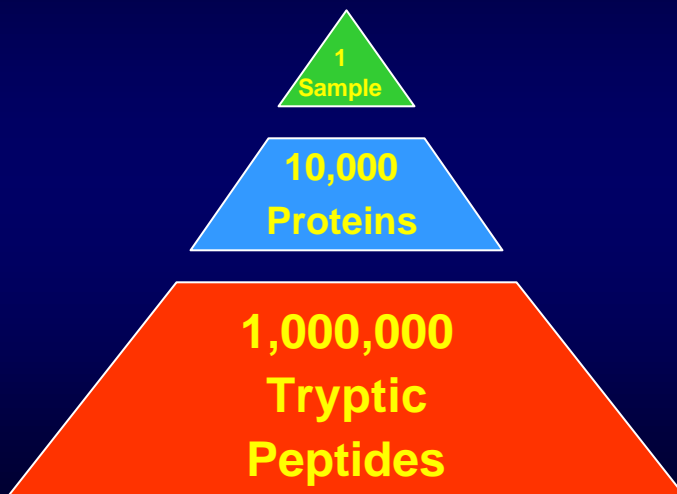 1
Sample
10,000
Proteins
1,000,000
Tryptic
Peptides